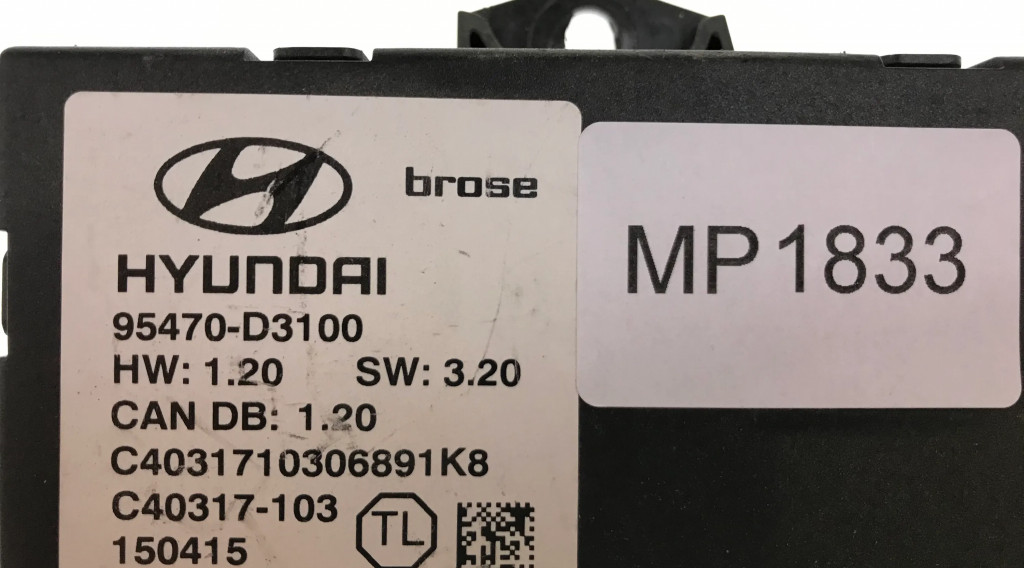 brose
HYUNDAI
95470-D3100
HW: 1.20 SW: 3.20
CAN DB: 1.20
C4031710306891K8
C40317-103
TL
150415
MP1833